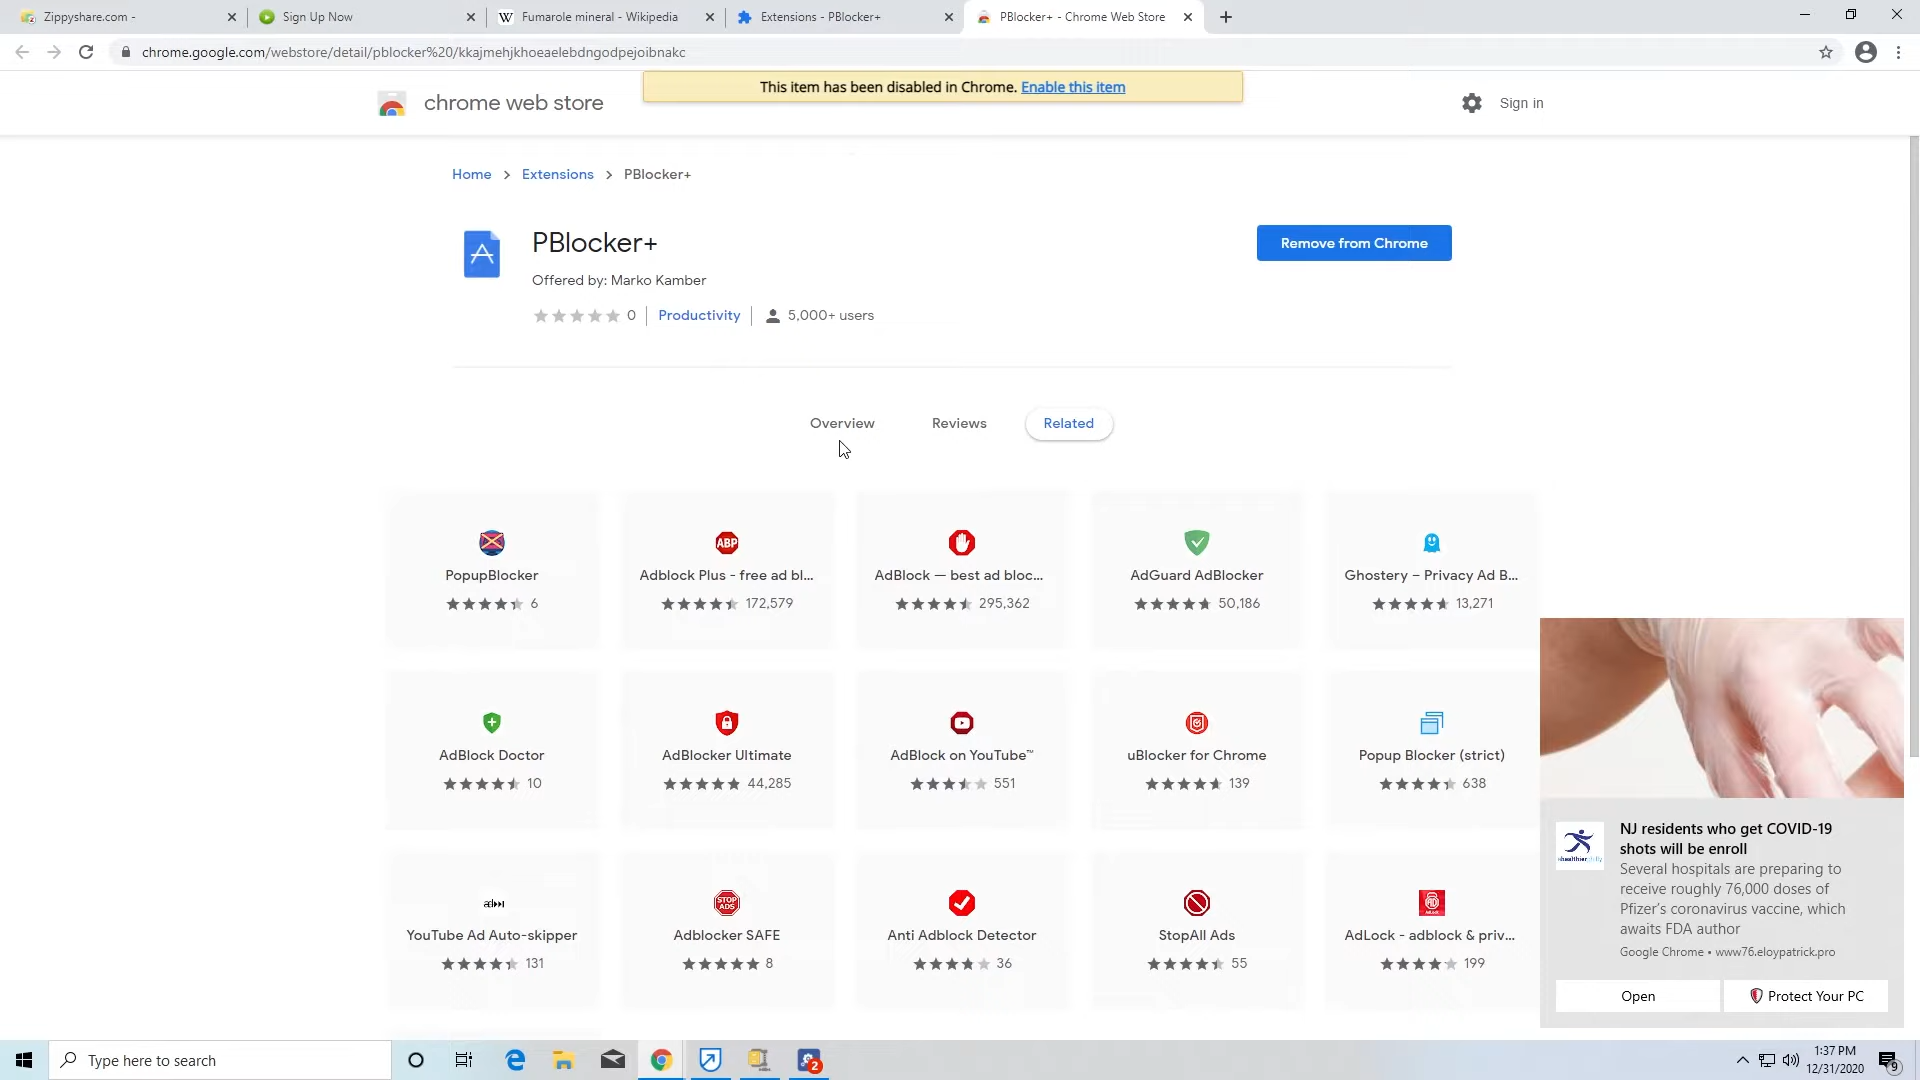 Zippyshare.com -
Sign Up Now
Fumarole mineral - Wikipedia
Extensions - PBlocker+
PBlocker+ - Chrome Web Store
chrome.google.com/webstore/detail/pblocker%20/kkajmehjkhoeaelebdngodpejoibnakc
This item has been disabled in Chrome. Enable this item
chrome web store
Sign in
Home > Extensions > PBlocker+
PBlocker+
Remove from Chrome
Offered by: Marko Kamber
0 Productivity 5,000+ users
Overview Reviews Related
ABP
PopupBlocker
Adblock Plus - free ad bl...
AdBlock — best ad bloc...
AdGuard AdBlocker
Ghostery – Privacy Ad B...
6
172,579
295,362
50,186
13,271
AdBlock Doctor
AdBlocker Ultimate
AdBlock on YouTube™
uBlocker for Chrome
Popup Blocker (strict)
10
44,285
551
139
638
STOP
ADS
YouTube Ad Auto-skipper
Adblocker SAFE
Anti Adblock Detector
StopAll Ads
AdLock - adblock & priv...
131
8
36
55
199
NJ residents who get COVID-19
shots will be enroll
Several hospitals are preparing to
receive roughly 76,000 doses of
Pfizer's coronavirus vaccine, which
awaits FDA author
Google Chrome • www76.eloypatrick.pro
Open
Protect Your PC
Type here to search
2
1:37 PM
12/31/2020
9